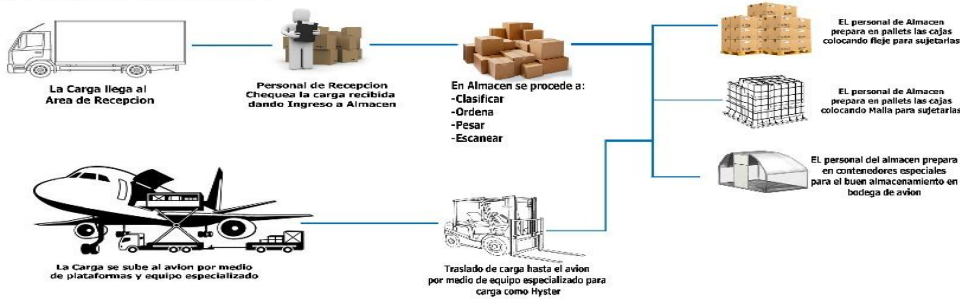 La Carga llega al
Area de Recepcion
Personal de Recepcion
Chequea la carga recibida
dando Ingreso a Almacen
En Almacen se procede a:
-Clasificar
-Ordena
-Pesar
-Escanear
EL personal de Almacen
prepara en pallets las cajas
colocando fleje para sujetarlas
EL personal de Almacen
prepara en pallets las cajas
colocando Malla para sujetarlas
EL personal del almacen prepara
en contenedores especiales
para el buen almacenamiento en
bodega de avion
Traslado de carga hasta el avion
por medio de equipo especializado para
carga como Hyster
La Carga se sube al avion por medio
de plataformas y equipo especializado